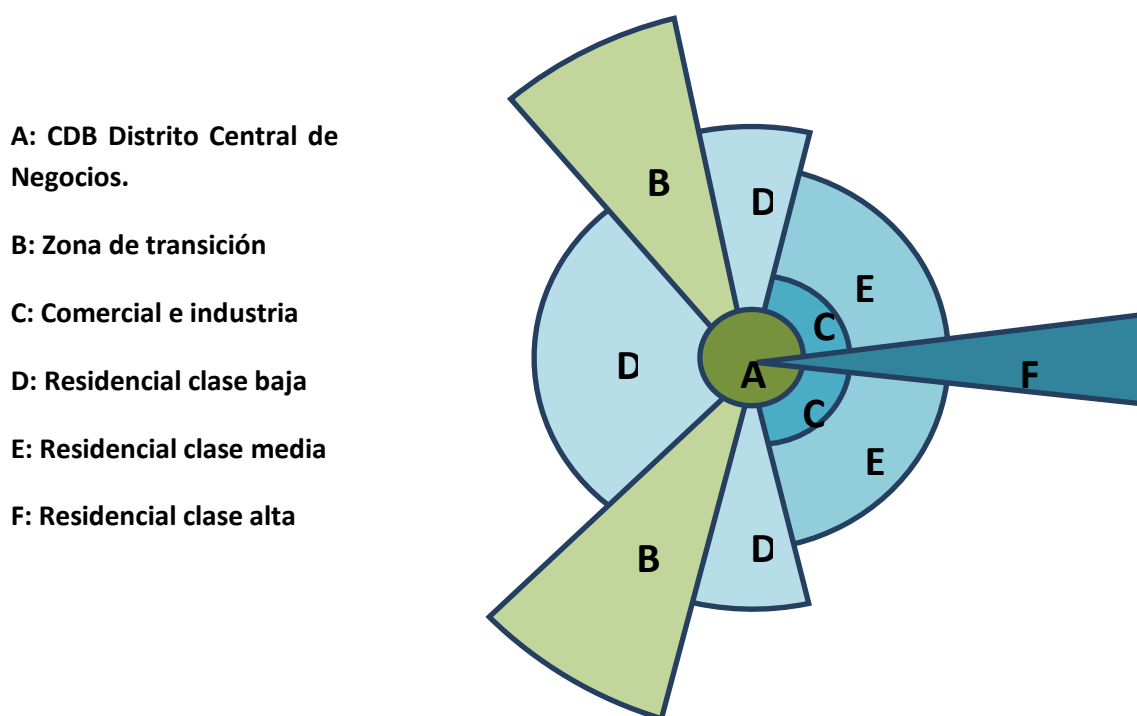 A: CDB Distrito Central de
Negocios.
B: Zona de transición
C: Comercial e industria
D: Residencial clase baja
E: Residencial clase media
F: Residencial clase alta
B
D
E
C
D
A
F
C
E
B
D